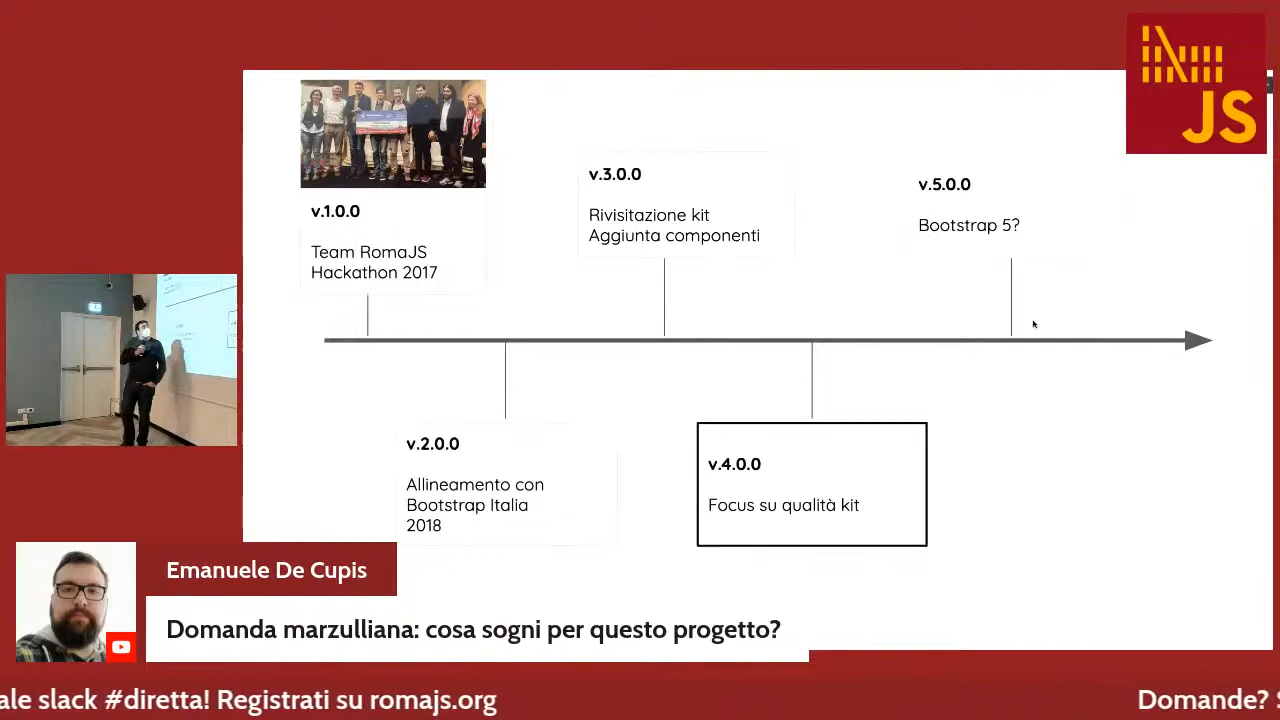 JS
v.1.0.0
Team RomaJS
Hackathon 2017
v.3.0.0
Rivisitazione kit
Aggiunta componenti
v.5.0.0
Bootstrap 5?
v.2.0.0
Allineamento con
Bootstrap Italia
2018
v.4.0.0
Focus su qualità kit
Emanuele De Cupis
Domanda marzulliana: cosa sogni per questo progetto?
ale slack #diretta! Registrati su romajs.org
Domande? S